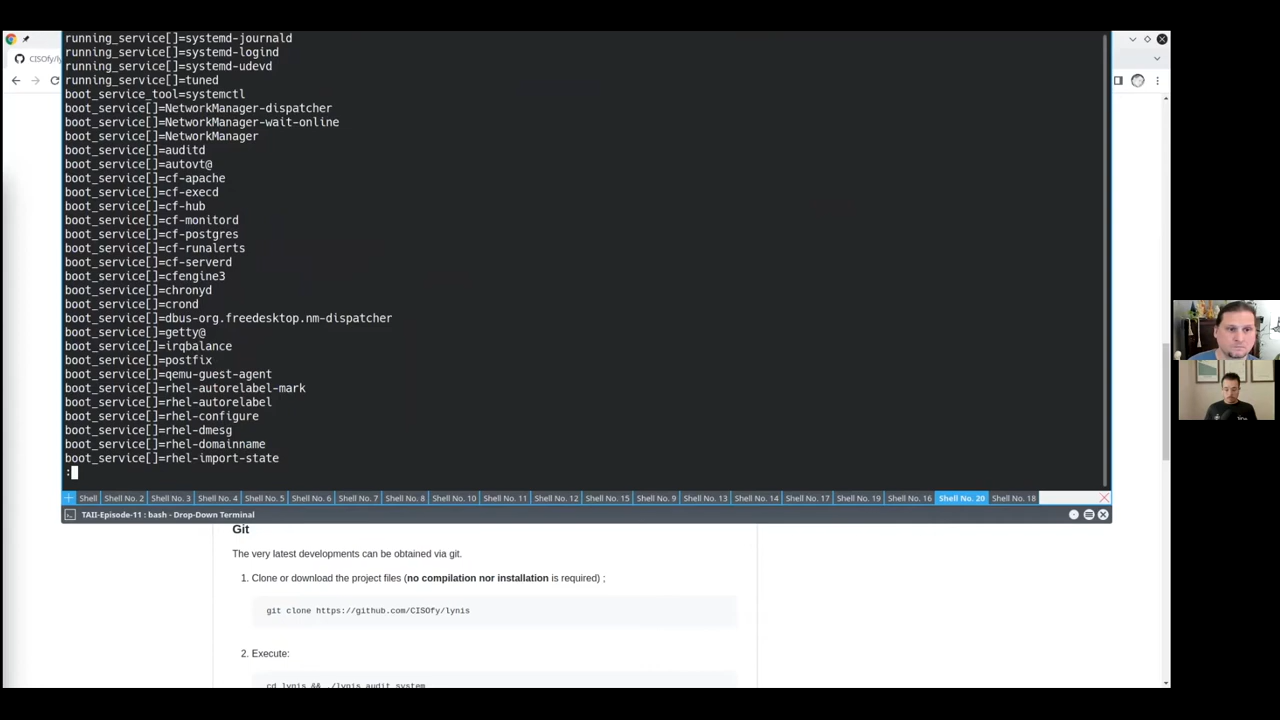 running_service[]=systemd-journald
running_service[]=systemd-logind
CISOfy/ly
running_service[]=systemd-udevd
running_service[]=tuned
boot_service_tool=systemctl
boot_service[]=NetworkManager-dispatcher
boot_service[]=NetworkManager-wait-online
boot_service[]=NetworkManager
boot_service[]=auditd
boot_service[]=autovt@
boot_service[]=cf-apache
boot_service[]=cf-execd
boot_service[]=cf-hub
boot_service[]=cf-monitord
boot_service[]=cf-postgres
boot_service[]=cf-runalerts
boot_service[]=cf-serverd
boot_service[]=cfengine3
boot_service[]=chronyd
boot_service[]=crond
boot_service[]=dbus-org.freedesktop.nm-dispatcher
boot_service[]=getty@
boot_service[]=irqbalance
boot_service[]=postfix
boot_service[]=qemu-guest-agent
boot_service[]=rhel-autorelabel-mark
boot_service[]=rhel-autorelabel
boot_service[]=rhel-configure
boot_service[]=rhel-dmesg
boot_service[]=rhel-domainname
boot_service[]=rhel-import-state
:
Shell Shell No. 2 Shell No. 3 Shell No. 4 Shell No. 5 Shell No. 6 Shell No. 7 Shell No. 8 Shell No. 10 Shell No. 11 Shell No. 12 Shell No. 15 Shell No. 9 Shell No. 13 Shell No. 14 Shell No. 17 Shell No. 19 Shell No. 16 Shell No. 20 Shell No. 18
TAII-Episode-11 : bash - Drop-Down Terminal
Git
The very latest developments can be obtained via git.
1. Clone or download the project files (no compilation nor installation is required) ;
git clone https://github.com/CISOfy/lynis
2. Execute:
cd lynis && ./lynis audit system